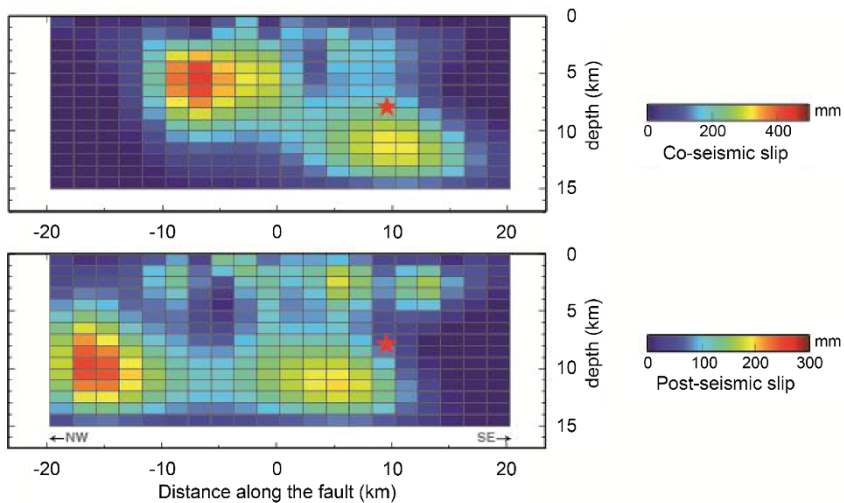 0
5
10
15
depth (km)
-20 -10 0 10 20
mm
0 200 400
Co-seismic slip
0
5
10
15
depth (km)
←NW SE→
-20 -10 0 10 20
Distance along the fault (km)
mm
0 100 200 300
Post-seismic slip